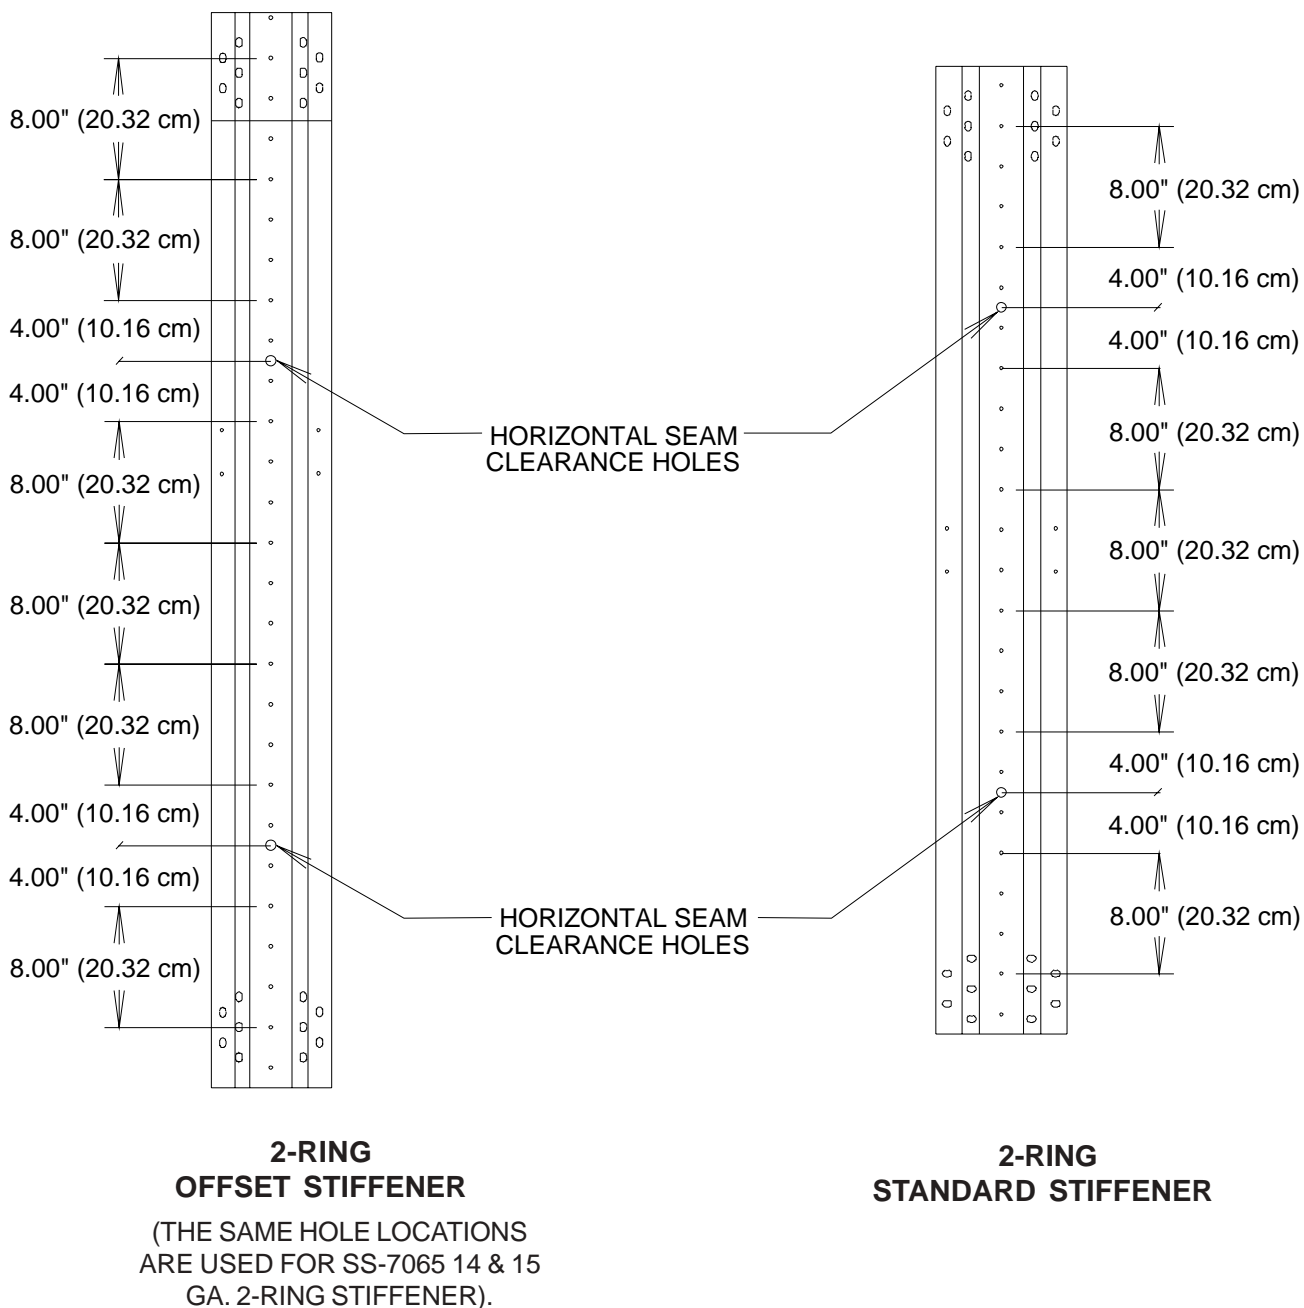 8.00" (20.32 cm)
8.00" (20.32 cm)
4.00" (10.16 cm)
4.00" (10.16 cm)
8.00" (20.32 cm)
8.00" (20.32 cm)
8.00" (20.32 cm)
4.00" (10.16 cm)
4.00" (10.16 cm)
8.00" (20.32 cm)
HORIZONTAL SEAM
CLEARANCE HOLES
HORIZONTAL SEAM
CLEARANCE HOLES
8.00" (20.32 cm)
4.00" (10.16 cm)
4.00" (10.16 cm)
8.00" (20.32 cm)
8.00" (20.32 cm)
8.00" (20.32 cm)
4.00" (10.16 cm)
4.00" (10.16 cm)
8.00" (20.32 cm)
2-RING
OFFSET STIFFENER
(THE SAME HOLE LOCATIONS
ARE USED FOR SS-7065 14 & 15
GA. 2-RING STIFFENER).
2-RING
STANDARD STIFFENER